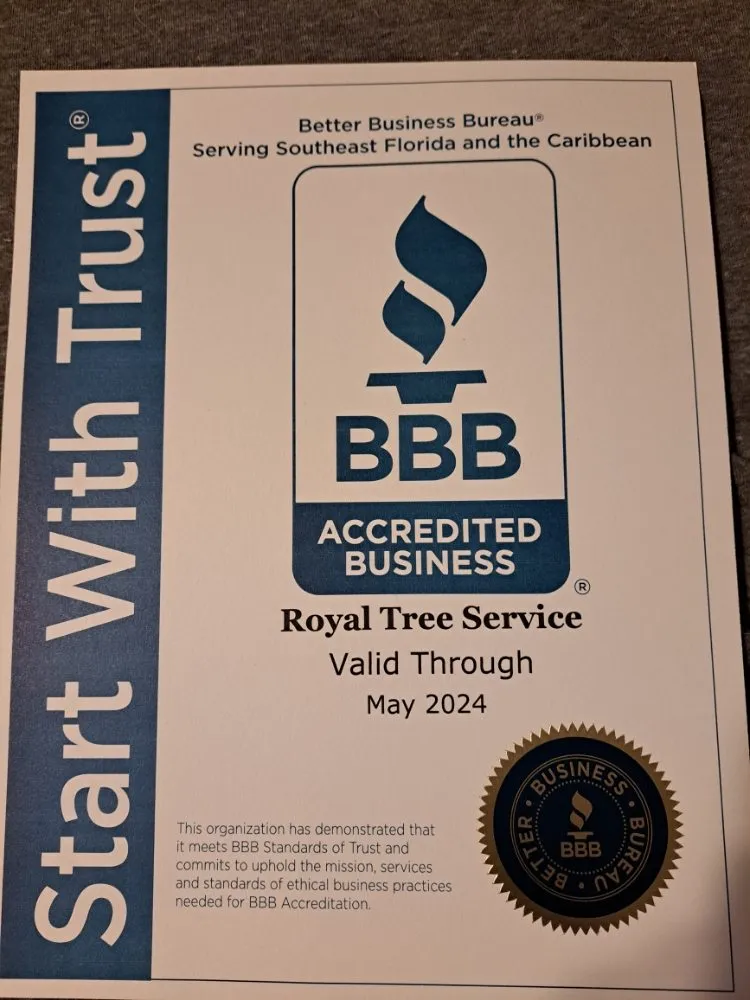 Start With Trust®
Better Business Bureau®
Serving Southeast Florida and the Caribbean
BBB
ACCREDITED
BUSINESS
®
Royal Tree Service
Valid Through
May 2024
This organization has demonstrated that
it meets BBB Standards of Trust and
commits to uphold the mission, services
and standards of ethical business practices
needed for BBB Accreditation.
BETTER • BUSINESS • BUREAU •
BBB